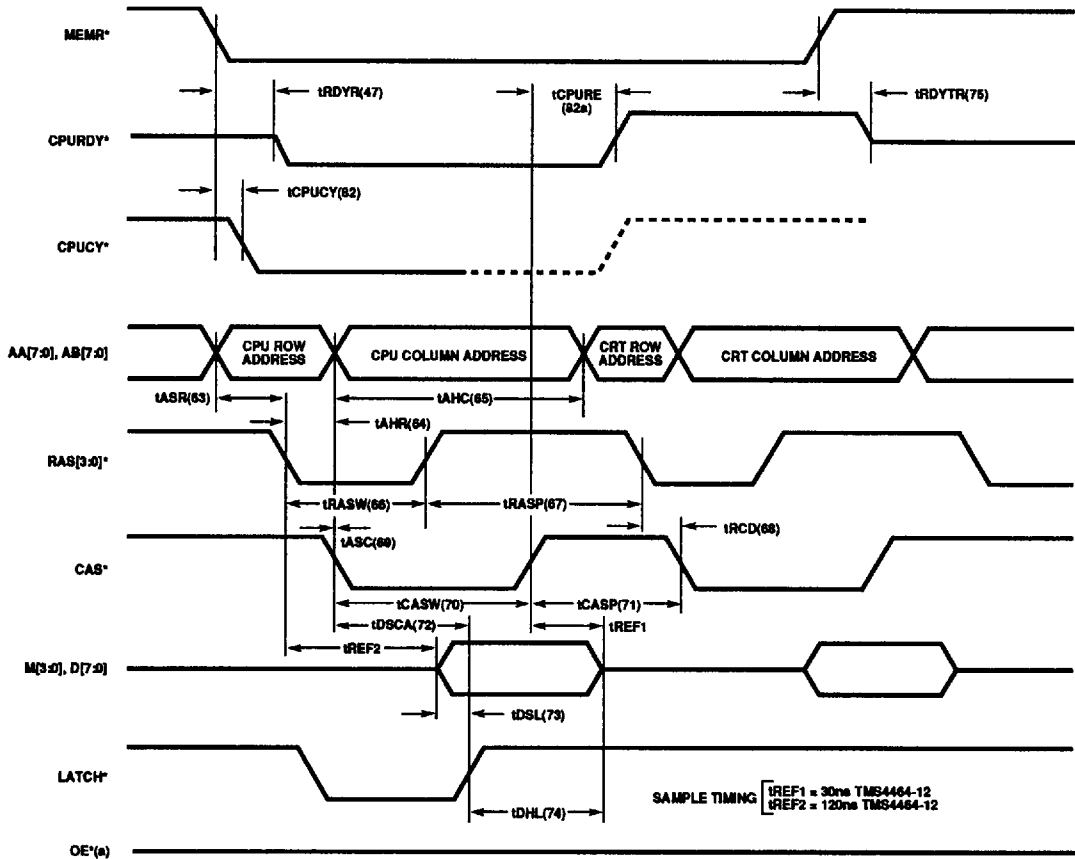 MEMR*
tRDYR(47)
tCPURE
(82a)
tRDYTR(75)
CPURDY*
tCPUCY(82)
CPUCY*
AA[7:0], AB[7:0]
CPU ROW
ADDRESS
CPU COLUMN ADDRESS
CRT ROW
ADDRESS
CRT COLUMN ADDRESS
tASR(63)
tAHC(65)
tAHR(64)
RAS[3:0]*
tRASW(66)
tRASP(67)
tRCD(68)
tASC(69)
CAS*
tCASW(70)
tCASP(71)
tDSCA(72)
tREF1
tREF2
M[3:0], D[7:0]
tDSL(73)
LATCH*
SAMPLE TIMING
tREF1 = 30ns TMS4464-12
tREF2 = 120ns TMS4464-12
tDHL(74)
OE*(a)